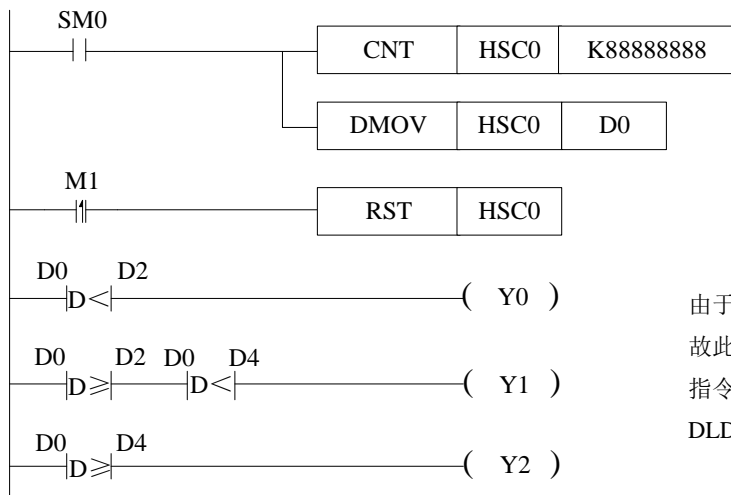 SM0
CNT HSC0 K88888888
DMOV HSC0 D0
M1
RST HSC0
D0 D2
D< ( Y0 )
D0 D2 D0 D4
D≥ D< ( Y1 )
D0 D4
D≥ ( Y2 )
由于
故此
指令
DLD